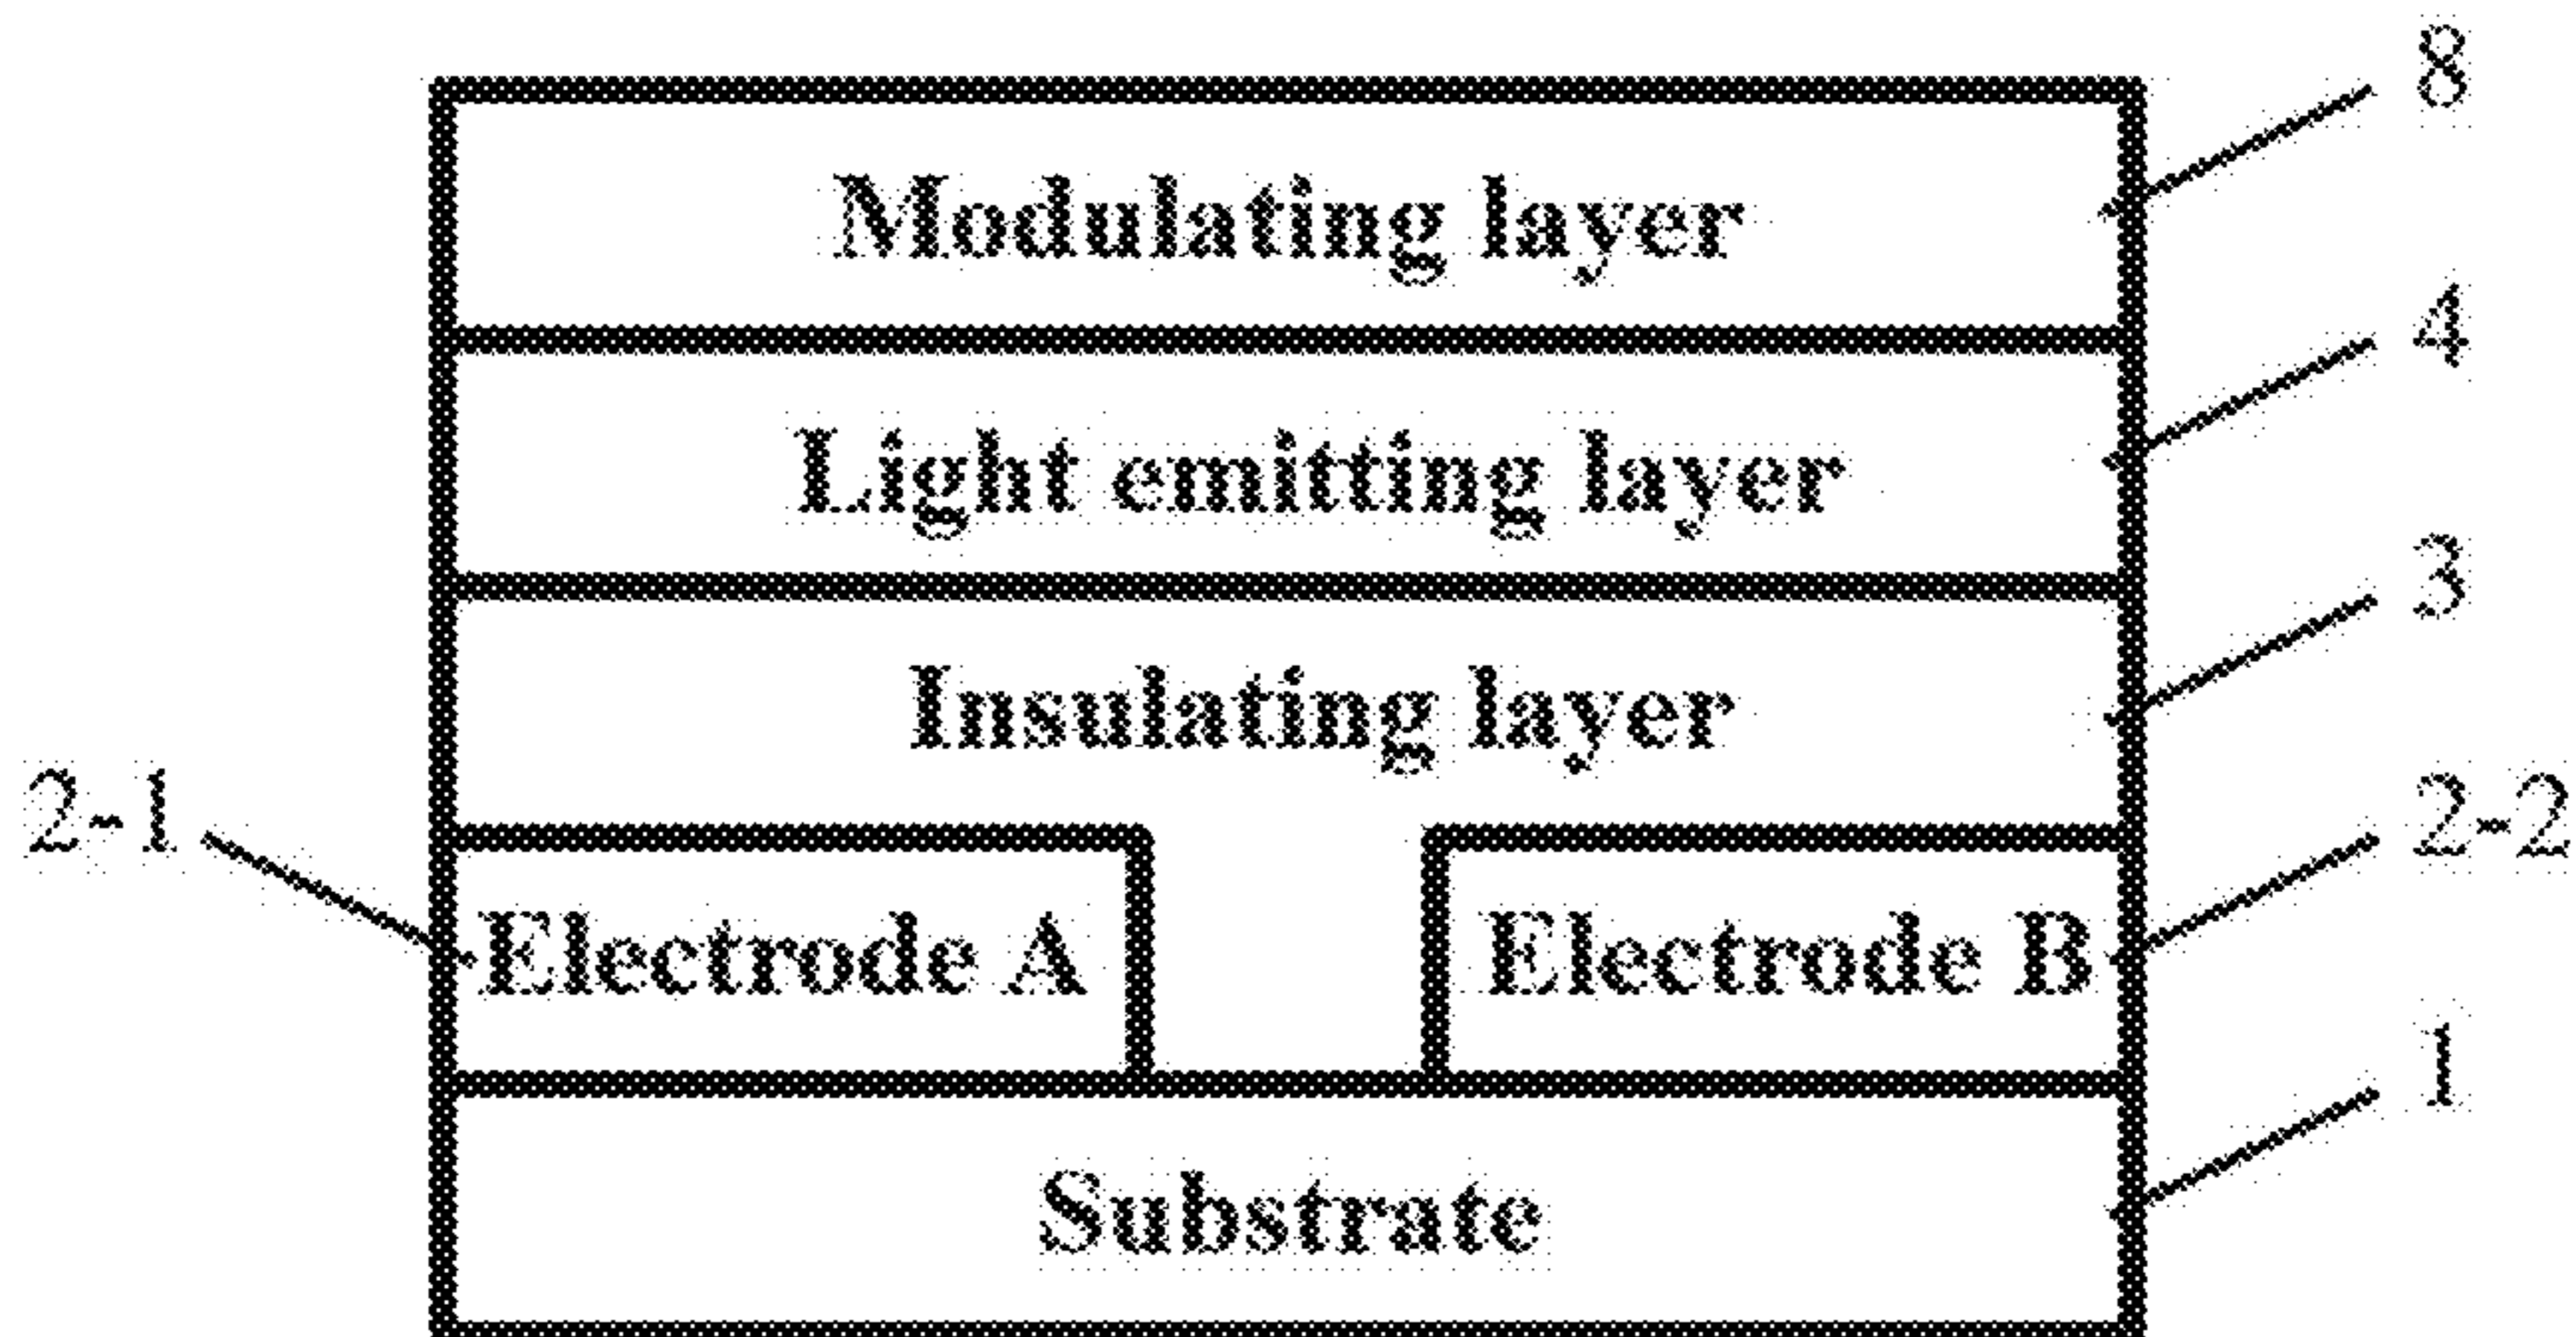 8
Modulating layer
4
Light emitting layer
3
Insulating layer
2-1
2-2
Electrode A
Electrode B
1
Substrate